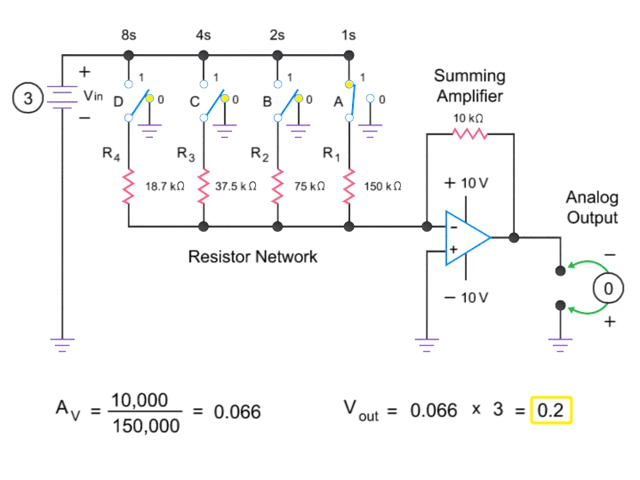 8s 4s 2s 1s
+
3 Vin
−
1 1 1 1
D 0 C 0 B 0 A 0
R4 R3 R2 R1
18.7 kΩ 37.5 kΩ 75 kΩ 150 kΩ
Resistor Network
Summing
Amplifier
10 kΩ
+ 10 V
-
+
− 10 V
Analog
Output
−
0
+
AV = 10,000 / 150,000 = 0.066
Vout = 0.066 x 3 = 0.2